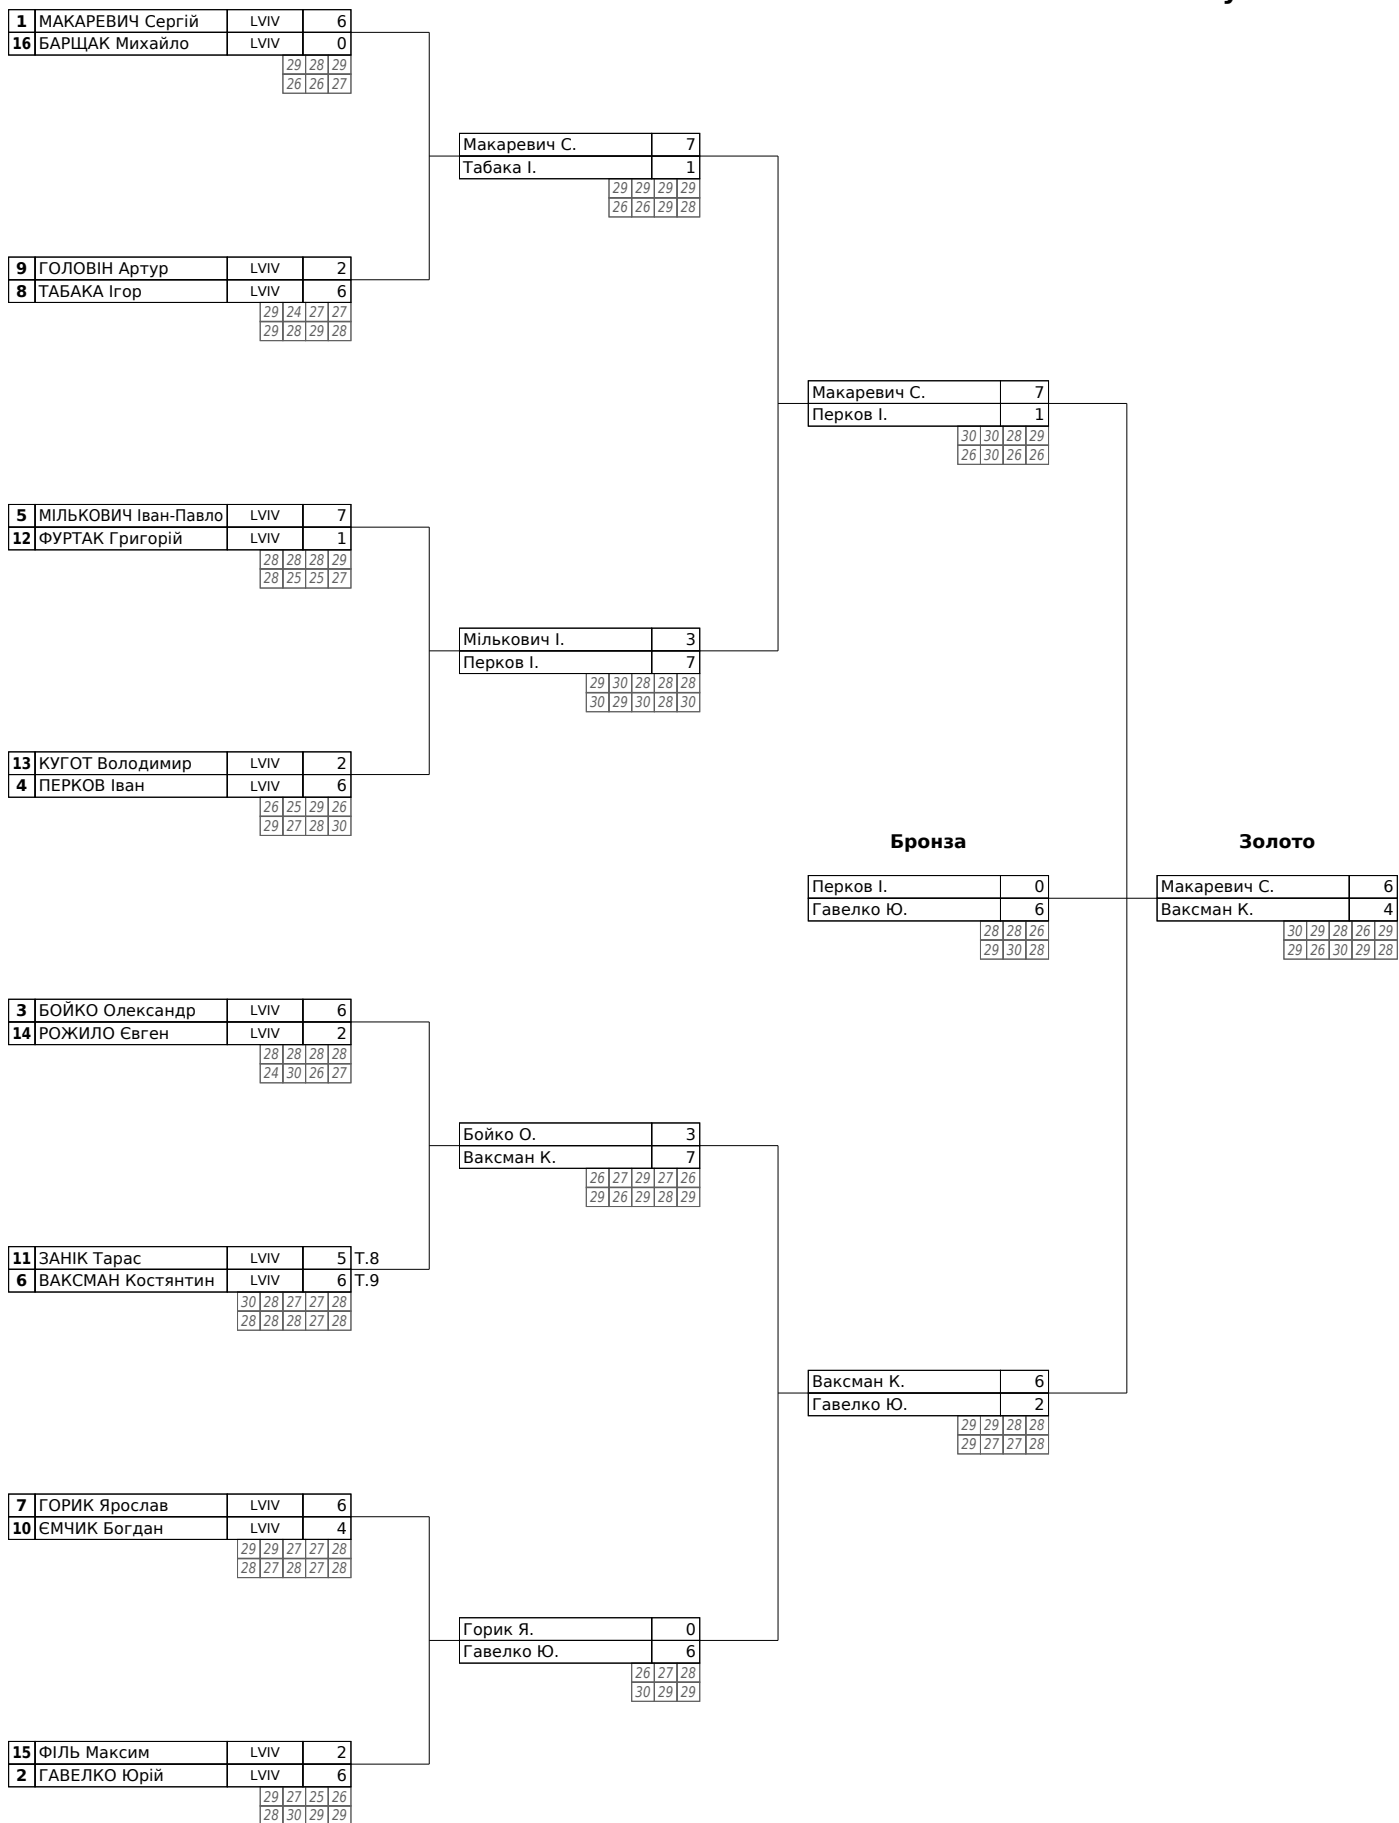 1 МАКАРЕВИЧ Сергій LVIV 6
16 БАРЩАК Михайло LVIV 0
29 28 29
26 26 27
Макаревич С. 7
Табака І. 1
29 29 29 29
26 26 29 28
9 ГОЛОВІН Артур LVIV 2
8 ТАБАКА Ігор LVIV 6
29 24 27 27
29 28 29 28
Макаревич С. 7
Перков І. 1
30 30 28 29
26 30 26 26
5 МІЛЬКОВИЧ Іван-Павло LVIV 7
12 ФУРТАК Григорій LVIV 1
28 28 28 29
28 25 25 27
Мількович І. 3
Перков І. 7
29 30 28 28 28
30 29 30 28 30
13 КУГОТ Володимир LVIV 2
4 ПЕРКОВ Іван LVIV 6
26 25 29 26
29 27 28 30
Бронза Золото
Перков І. 0 Макаревич С. 6
Гавелко Ю. 6 Ваксман К. 4
28 28 26 30 29 28 26 29
29 30 28 29 26 30 29 28
3 БОЙКО Олександр LVIV 6
14 РОЖИЛО Євген LVIV 2
28 28 28 28
24 30 26 27
Бойко О. 3
Ваксман К. 7
26 27 29 27 26
29 26 29 28 29
11 ЗАНІК Тарас LVIV 5 T.8
6 ВАКСМАН Костянтин LVIV 6 T.9
30 28 27 27 28
28 28 28 27 28
Ваксман К. 6
Гавелко Ю. 2
29 29 28 28
29 27 27 28
7 ГОРИК Ярослав LVIV 6
10 ЄМЧИК Богдан LVIV 4
29 29 27 27 28
28 27 28 27 28
Горик Я. 0
Гавелко Ю. 6
26 27 28
30 29 29
15 ФІЛЬ Максим LVIV 2
2 ГАВЕЛКО Юрій LVIV 6
29 27 25 26
28 30 29 29